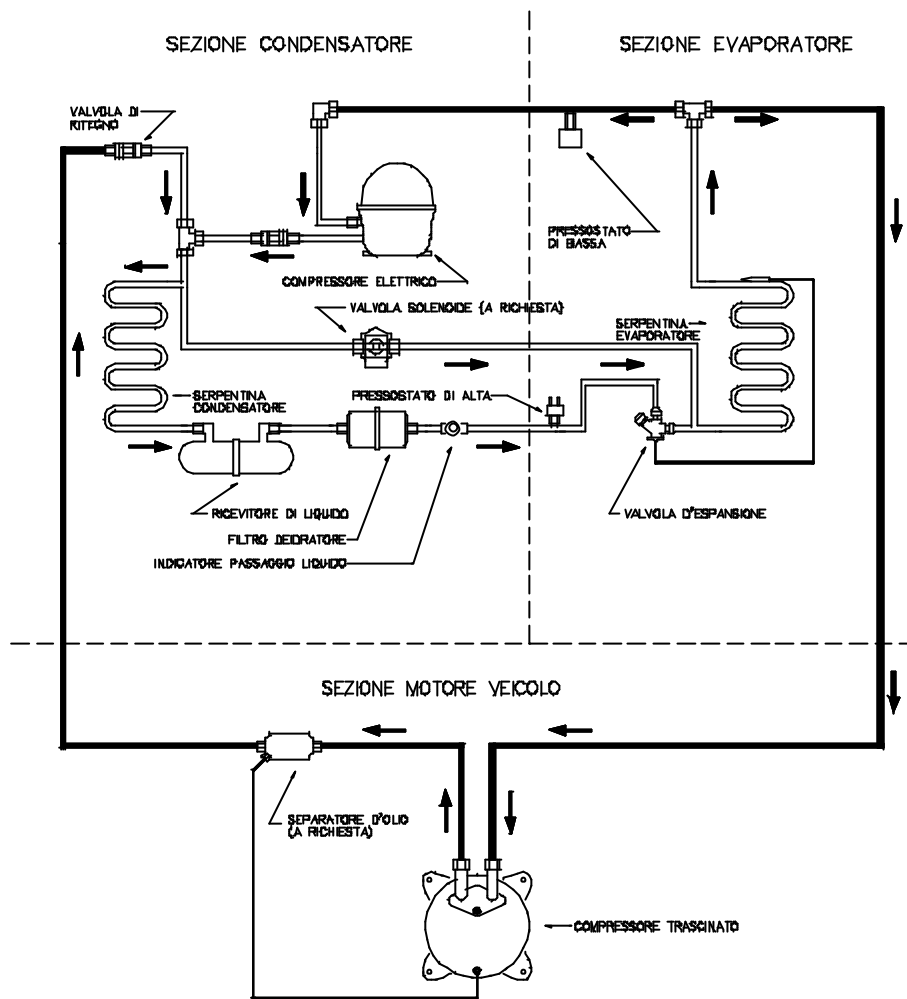 SEZIONE CONDENSATORE
SEZIONE EVAPORATORE
VALVOLA DI
RITEGNO
PRESSOSTATO
DI BASSA
COMPRESSORE ELETTRICO
VALVOLA SOLENOIDE (A RICHIESTA)
SERPENTINA
EVAPORATORE
SERPENTINA
CONDENSATORE
PRESSOSTATO DI ALTA
RICEVITORE DI LIQUIDO
VALVOLA D'ESPANSIONE
FILTRO DEIDRATORE
INDICATORE PASSAGGIO LIQUIDO
SEZIONE MOTORE VEICOLO
SEPARATORE D'OLIO
(A RICHIESTA)
COMPRESSORE TRASCINATO